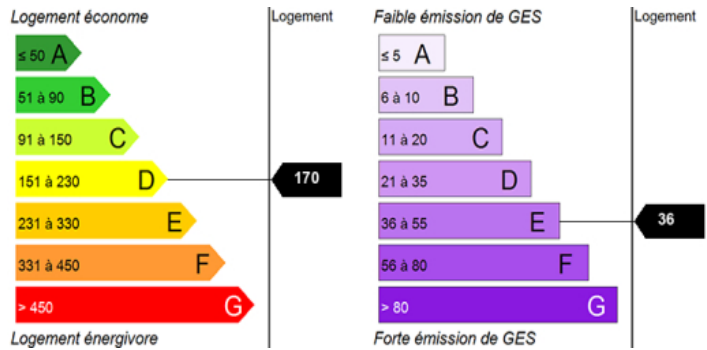 Logement économe
Logement
≤ 50 A
51 à 90 B
91 à 150 C
151 à 230 D
170
231 à 330 E
331 à 450 F
> 450 G
Logement énergivore
Faible émission de GES
Logement
≤ 5 A
6 à 10 B
11 à 20 C
21 à 35 D
36 à 55 E
36
56 à 80 F
> 80 G
Forte émission de GES